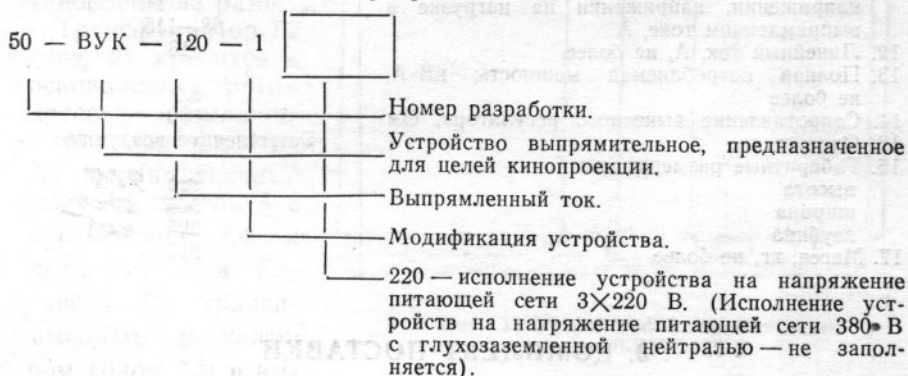 50 — ВУК — 120 — 1
Номер разработки.
Устройство выпрямительное, предназначенное
для целей кинопроекции.
Выпрямленный ток.
Модификация устройства.
220 — исполнение устройства на напряжение
питающей сети 3×220 В. (Исполнение уст-
ройств на напряжение питающей сети 380 В
с глухозаземленной нейтралью — не запол-
няется).